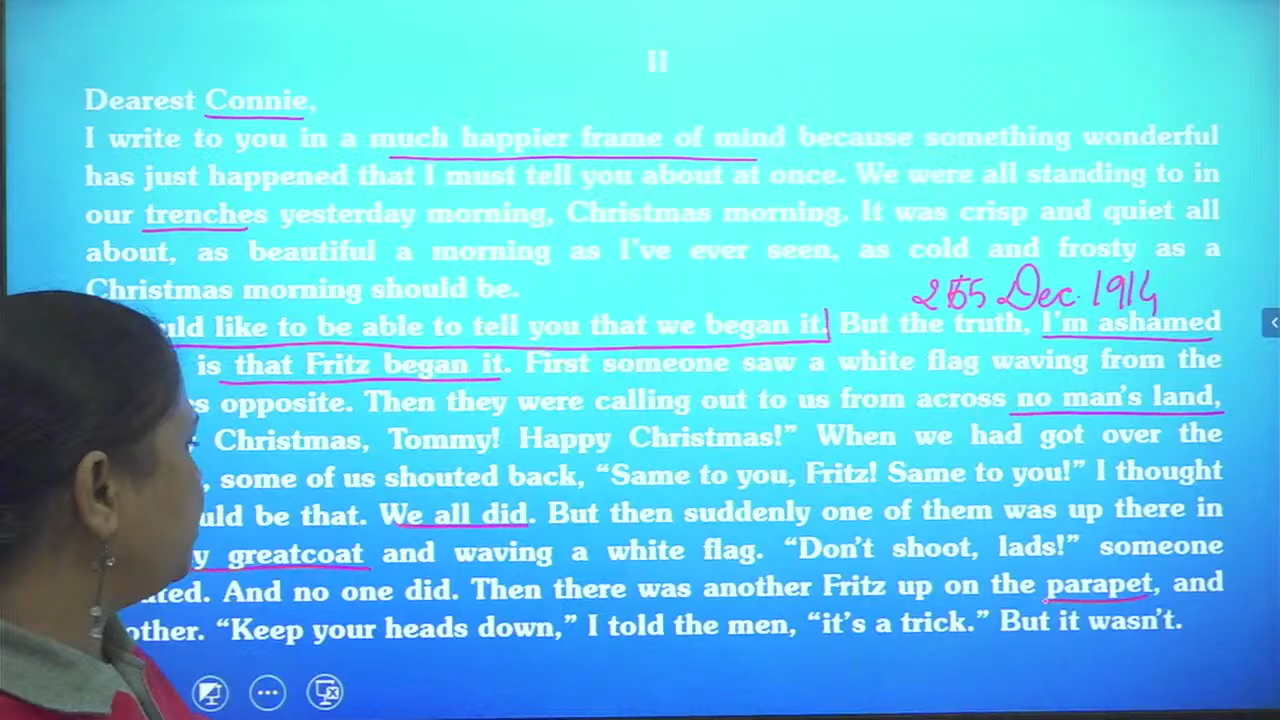 II
Dearest Connie,
I write to you in a much happier frame of mind because something wonderful
has just happened that I must tell you about at once. We were all standing to in
our trenches yesterday morning, Christmas morning. It was crisp and quiet all
about, as beautiful a morning as I've ever seen, as cold and frosty as a
Christmas morning should be.
Dec. 1914
like to be able to tell you that we began it. But the truth, I'm ashamed
is that Fritz began it. First someone saw a white flag waving from the
opposite. Then they were calling out to us from across no man's land,
Christmas, Tommy! Happy Christmas!” When we had got over the
some of us shouted back, “Same to you, Fritz! Same to you!” I thought
be that. We all did. But then suddenly one of them was up there in
greatcoat and waving a white flag. “Don't shoot, lads!” someone
And no one did. Then there was another Fritz up on the parapet, and
other. “Keep your heads down,” I told the men, “it's a trick.” But it wasn't.